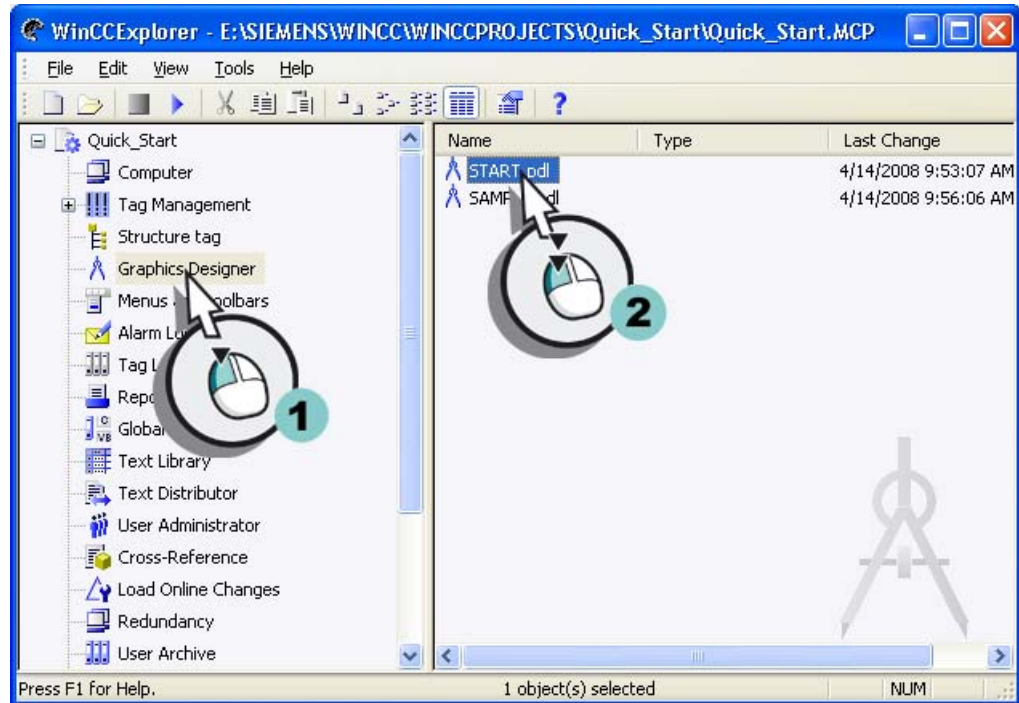 WinCCExplorer - E:\SIEMENS\WINCC\WINCCPROJECTS\Quick_Start\Quick_Start.MCP
File Edit View Tools Help
Quick_Start
Computer
Tag Management
Structure tag
Graphics Designer
Menus
Alarm
Tag
Text Library
Text Distributor
User Administrator
Cross-Reference
Load Online Changes
Redundancy
User Archive
1
Name Type Last Change
START.pdl 4/14/2008 9:53:07 AM
4/14/2008 9:56:06 AM
2
Press F1 for Help. 1 object(s) selected NUM